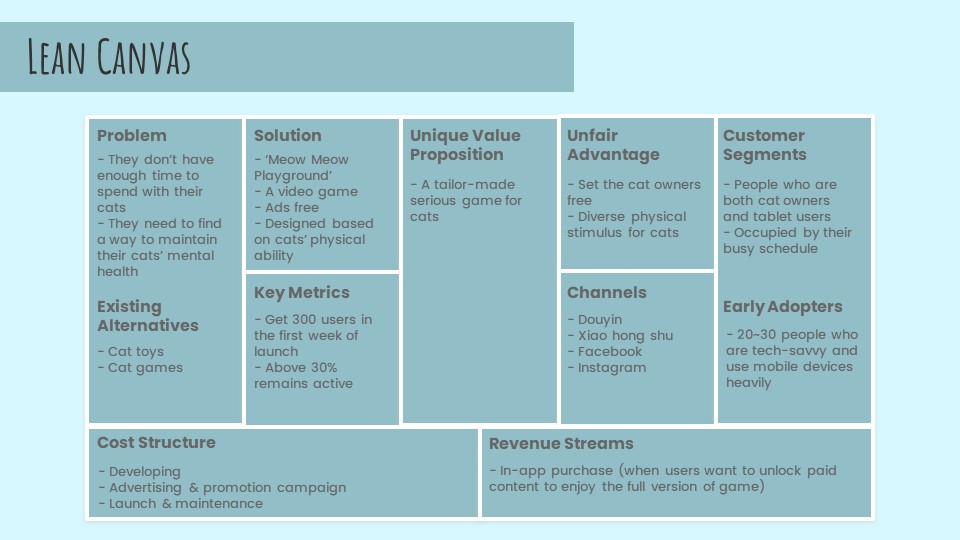 Lean Canvas
Problem
- They don't have
enough time to
spend with their
cats
- They need to find
a way to maintain
their cats' mental
health
Existing
Alternatives
- Cat toys
- Cat games
Solution
- 'Meow Meow
Playground'
- A video game
- Ads free
- Designed based
on cats' physical
ability
Key Metrics
- Get 300 users in
the first week of
launch
- Above 30%
remains active
Unique Value
Proposition
- A tailor-made
serious game for
cats
Unfair
Advantage
- Set the cat owners
free
- Diverse physical
stimulus for cats
Channels
- Douyin
- Xiao hong shu
- Facebook
- Instagram
Customer
Segments
- People who are
both cat owners
and tablet users
- Occupied by their
busy schedule
Early Adopters
- 20~30 people who
are tech-savvy and
use mobile devices
heavily
Cost Structure
- Developing
- Advertising & promotion campaign
- Launch & maintenance
Revenue Streams
- In-app purchase (when users want to unlock paid
content to enjoy the full version of game)